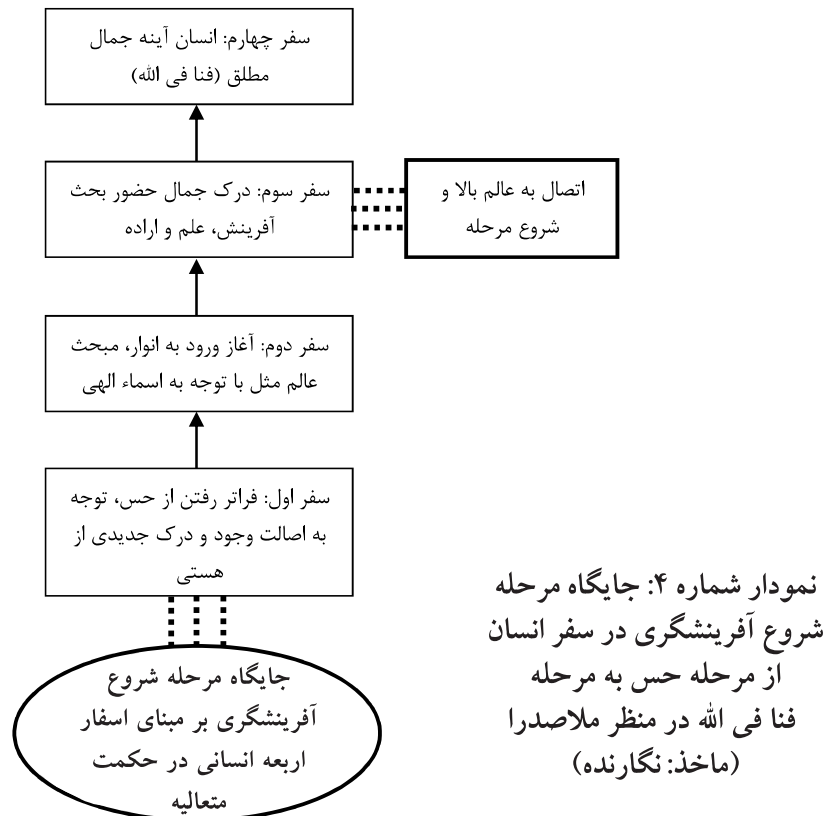 سفر چهارم: انسان آینه جمال
مطلق (فنا فی الله)
سفر سوم: درک جمال حضور بحث
آفرینش، علم و اراده
اتصال به عالم بالا و
شروع مرحله
سفر دوم: آغاز ورود به انوار، مبحث
عالم مثل با توجه به اسماء الهی
سفر اول: فراتر رفتن از حس، توجه
به اصالت وجود و درک جدیدی از
هستی
جایگاه مرحله شروع
آفرینشگری بر مبنای اسفار
اربعه انسانی در حکمت
متعالیه
نمودار شماره ۴: جایگاه مرحله
شروع آفرینشگری در سفر انسان
از مرحله حس به مرحله
فنا فی الله در منظر ملاصدرا
(ماخذ: نگارنده)